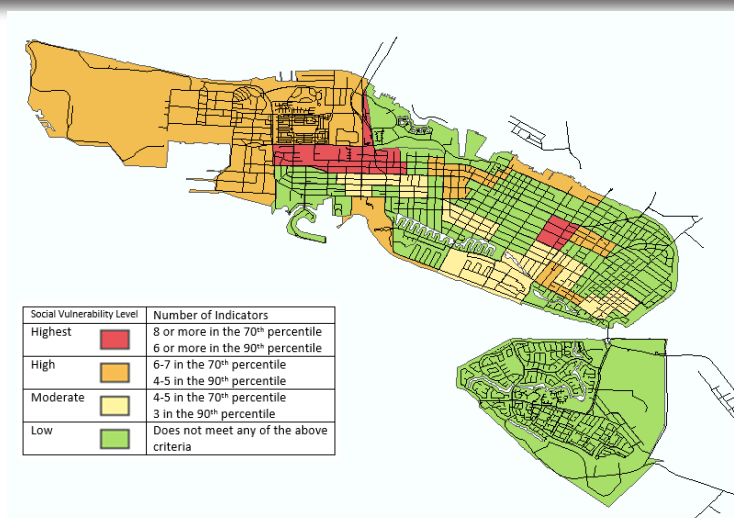 Social Vulnerability Level Number of Indicators
Highest 8 or more in the 70th percentile
6 or more in the 90th percentile
High 6-7 in the 70th percentile
4-5 in the 90th percentile
Moderate 4-5 in the 70th percentile
3 in the 90th percentile
Low Does not meet any of the above
criteria